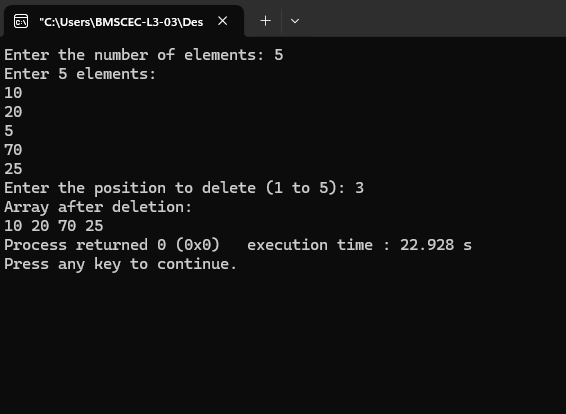 "C:\Users\BMSCEC-L3-03\Des
Enter the number of elements: 5
Enter 5 elements:
10
20
5
70
25
Enter the position to delete (1 to 5): 3
Array after deletion:
10 20 70 25
Process returned 0 (0x0)   execution time : 22.928 s
Press any key to continue.